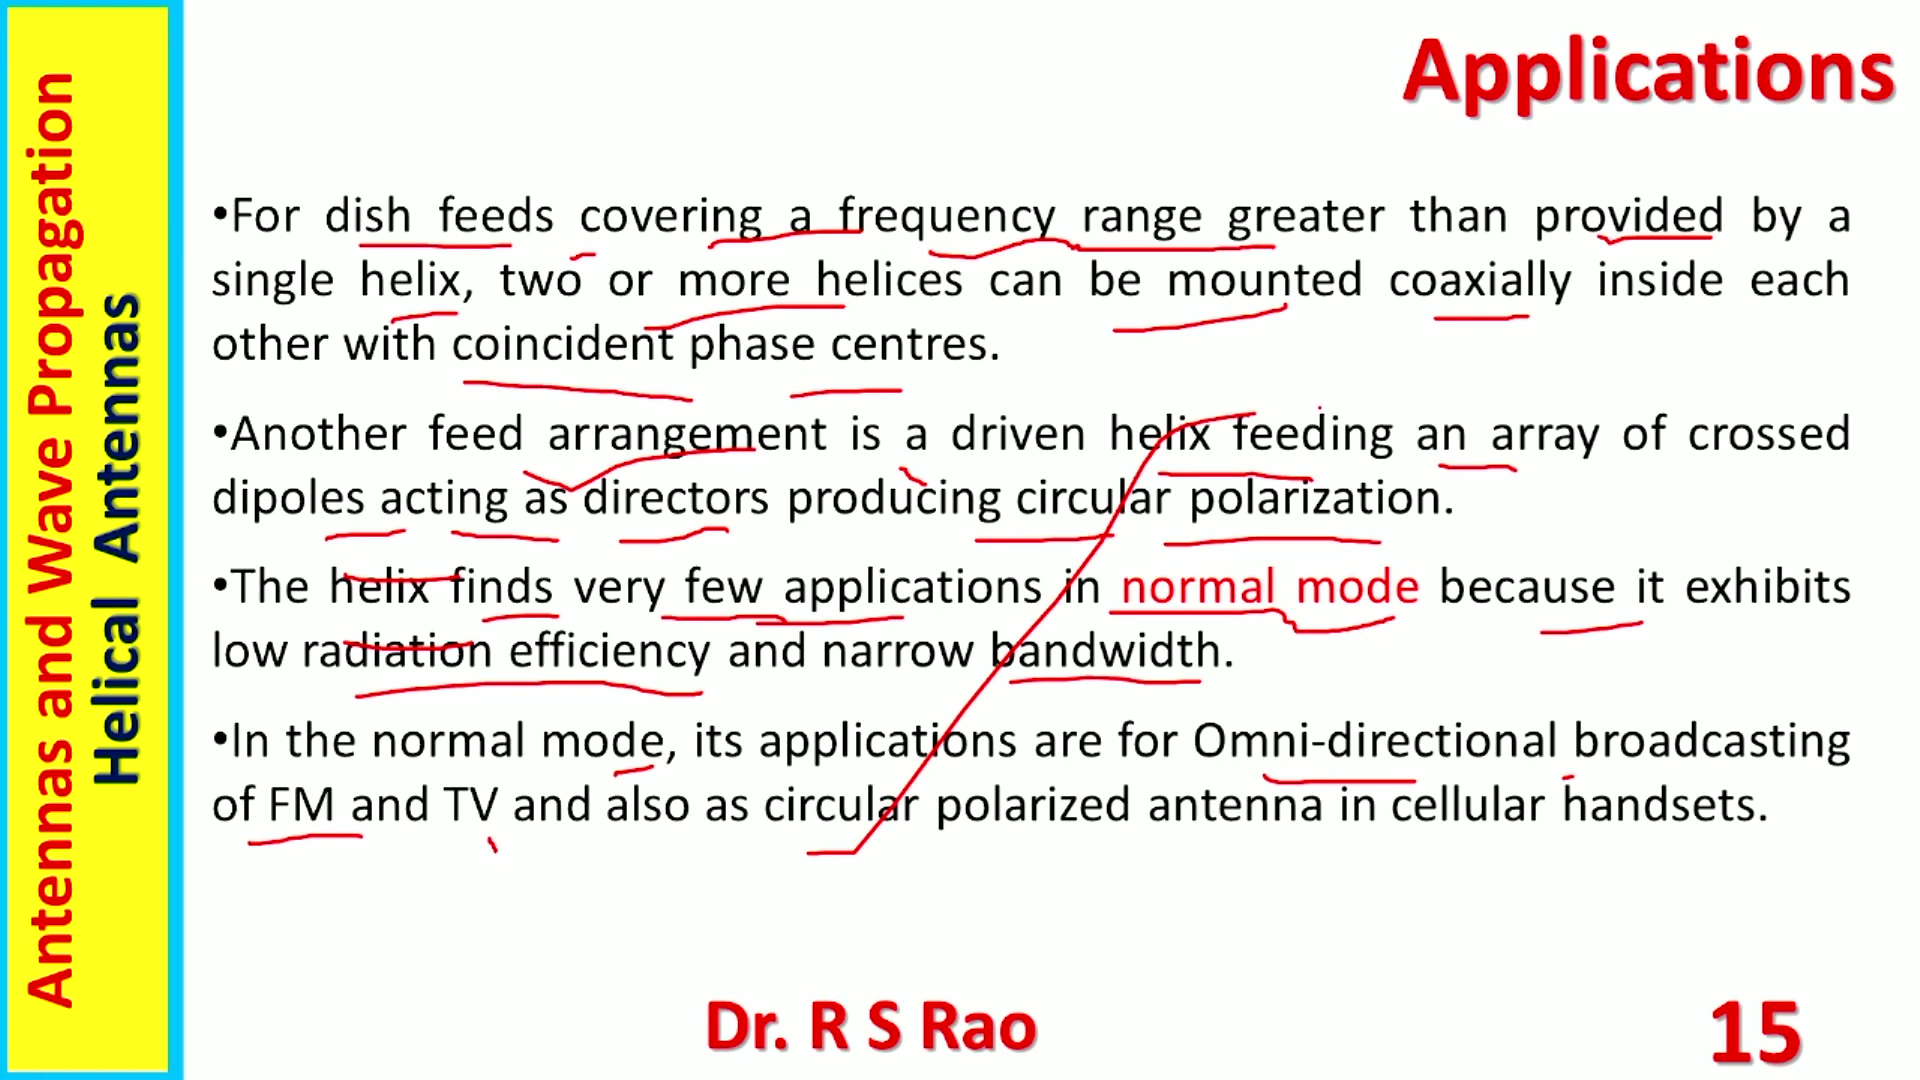 Applications
Antennas and Wave Propagation
Helical Antennas
•For dish feeds covering a frequency range greater than provided by a
single helix, two or more helices can be mounted coaxially inside each
other with coincident phase centres.
•Another feed arrangement is a driven helix feeding an array of crossed
dipoles acting as directors producing circular polarization.
•The helix finds very few applications in normal mode because it exhibits
low radiation efficiency and narrow bandwidth.
•In the normal mode, its applications are for Omni-directional broadcasting
of FM and TV and also as circular polarized antenna in cellular handsets.
Dr. R S Rao
15